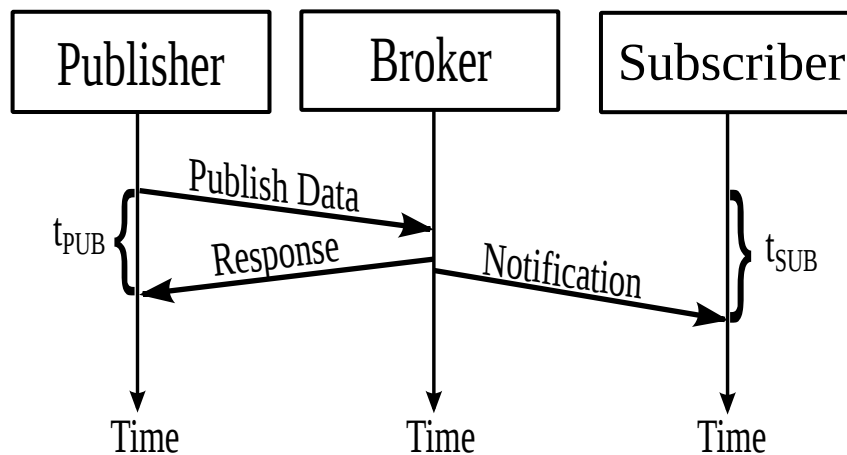 Publisher
Broker
Subscriber
Publish Data
Response
Notification
tPUB
tSUB
Time
Time
Time